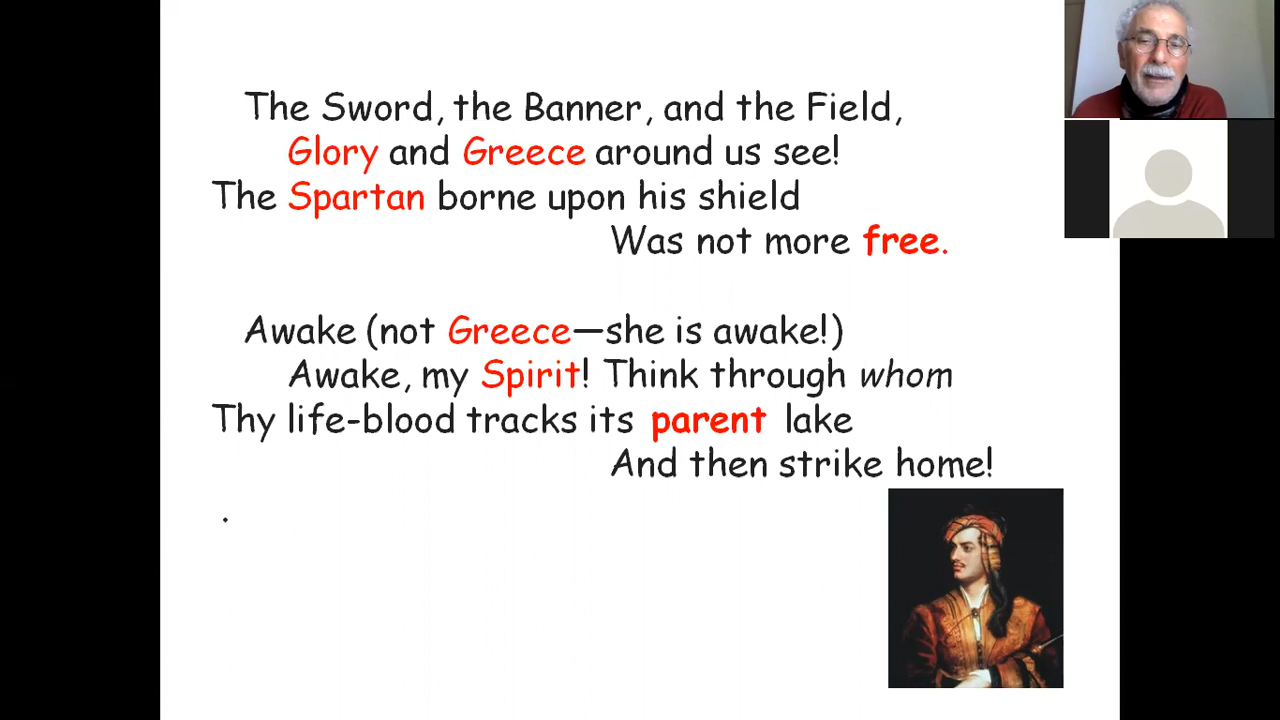 The Sword, the Banner, and the Field,
Glory and Greece around us see!
The Spartan borne upon his shield
Was not more free.
Awake (not Greece—she is awake!)
Awake, my Spirit! Think through whom
Thy life-blood tracks its parent lake
And then strike home!
.